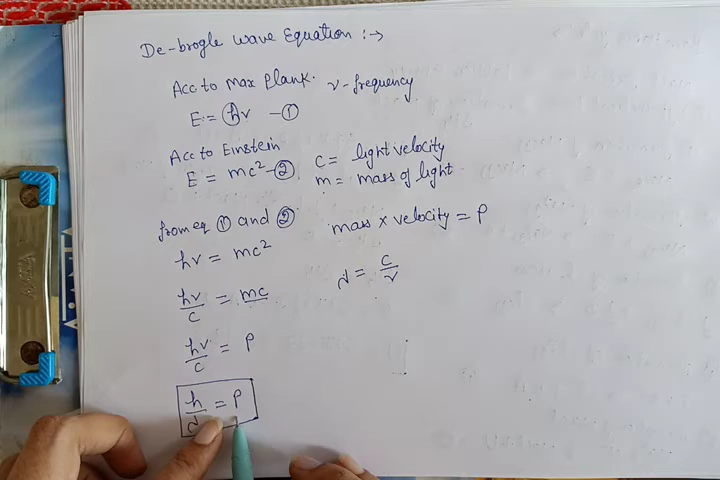 De-brogle wave Equation :→
Acc to Max Plank. ν - frequency
E = hν - ①
Acc to Einstein
E = mc² - ②
c = light velocity
m = mass of light
from eq ① and ②
mass x velocity = P
hν = mc²
λ = c/ν
hν/c = mc
hν/c = P
h/λ = P